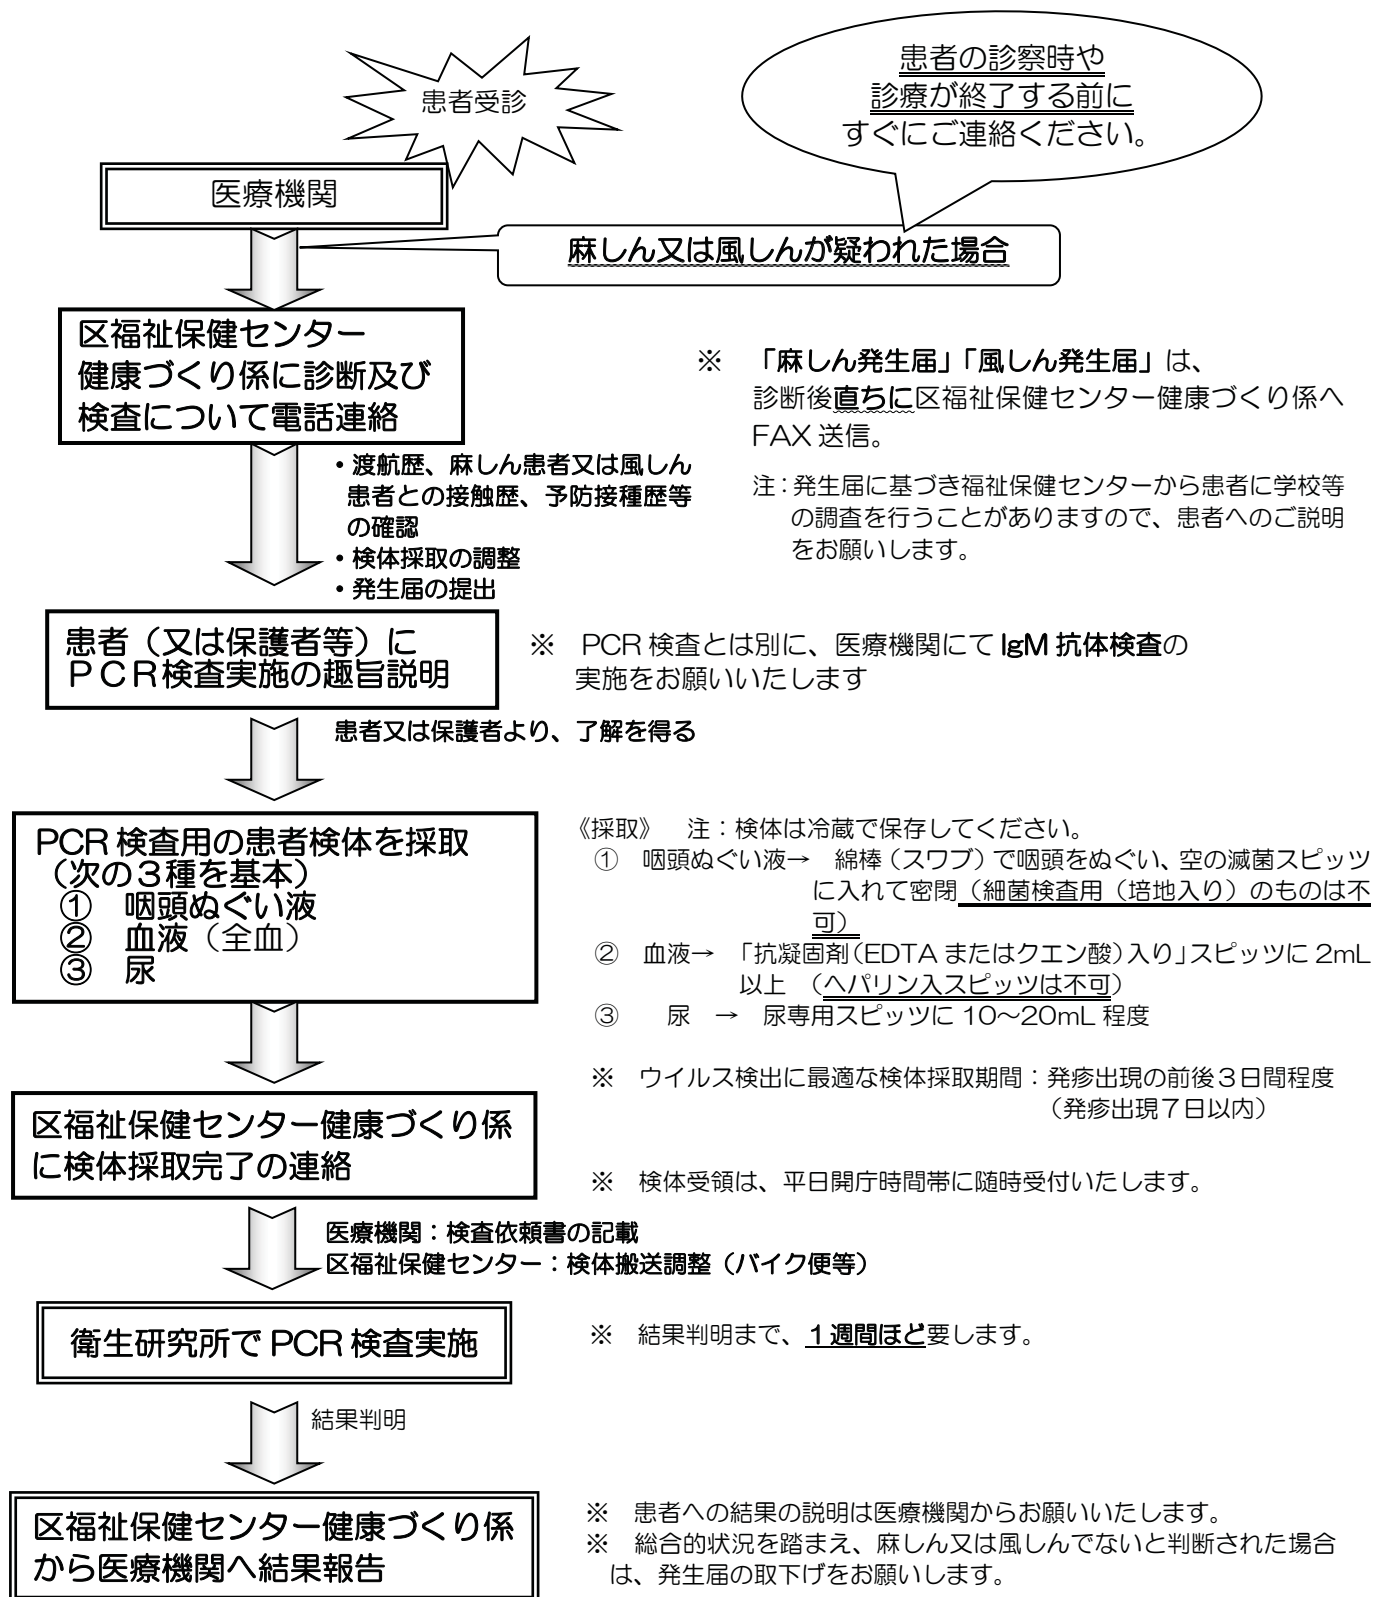 患者受診
患者の診察時や
診療が終了する前に
すぐにご連絡ください。
医療機関
麻しん又は風しんが疑われた場合
区福祉保健センター
健康づくり係に診断及び
検査について電話連絡
※ 「麻しん発生届」「風しん発生届」は、
診断後直ちに区福祉保健センター健康づくり係へ
FAX 送信。
注：発生届に基づき福祉保健センターから患者に学校等
の調査を行うことがありますので、患者へのご説明
をお願いします。
・渡航歴、麻しん患者又は風しん
患者との接触歴、予防接種歴等
の確認
・検体採取の調整
・発生届の提出
患者（又は保護者等）に
ＰＣＲ検査実施の趣旨説明
※ PCR 検査とは別に、医療機関にて IgM 抗体検査の
実施をお願いいたします
患者又は保護者より、了解を得る
PCR 検査用の患者検体を採取
（次の３種を基本）
① 咽頭ぬぐい液
② 血液（全血）
③ 尿
《採取》 注：検体は冷蔵で保存してください。
① 咽頭ぬぐい液→ 綿棒（スワブ）で咽頭をぬぐい、空の滅菌スピッツ
に入れて密閉（細菌検査用（培地入り）のものは不
可）
② 血液→ 「抗凝固剤（EDTA またはクエン酸）入り」スピッツに 2mL
以上 （ヘパリン入スピッツは不可）
③ 尿 → 尿専用スピッツに 10～20mL 程度
※ ウイルス検出に最適な検体採取期間：発疹出現の前後３日間程度
（発疹出現７日以内）
区福祉保健センター健康づくり係
に検体採取完了の連絡
※ 検体受領は、平日開庁時間帯に随時受付いたします。
医療機関：検査依頼書の記載
区福祉保健センター：検体搬送調整（バイク便等）
衛生研究所で PCR 検査実施
※ 結果判明まで、１週間ほど要します。
結果判明
区福祉保健センター健康づくり係
から医療機関へ結果報告
※ 患者への結果の説明は医療機関からお願いいたします。
※ 総合的状況を踏まえ、麻しん又は風しんでないと判断された場合
は、発生届の取下げをお願いします。